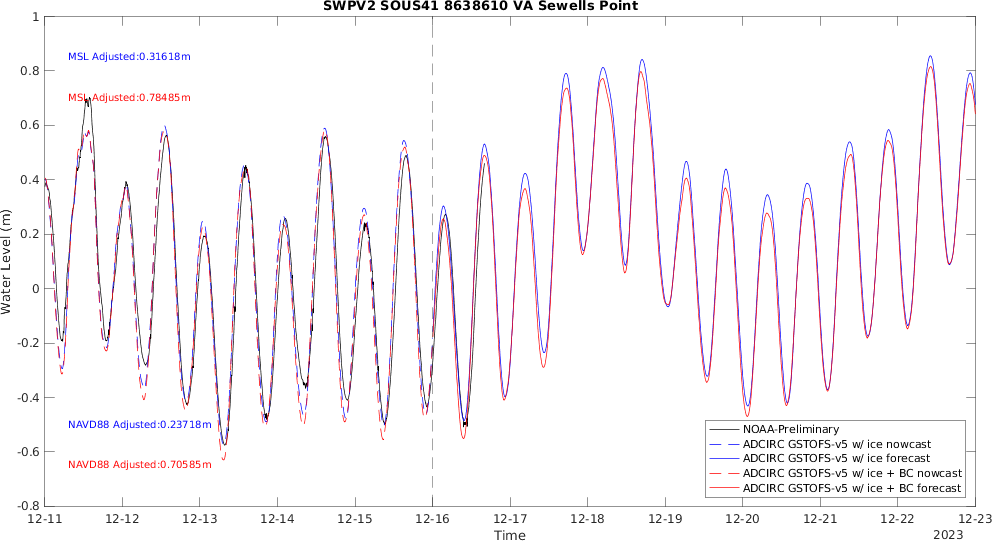 SWPV2 SOUS41 8638610 VA Sewells Point
MSL Adjusted:0.31618m
MSL Adjusted:0.78485m
NAVD88 Adjusted:0.23718m
NAVD88 Adjusted:0.70585m
Water Level (m)
1
0.8
0.6
0.4
0.2
0
-0.2
-0.4
-0.6
-0.8
NOAA-Preliminary
ADCIRC GSTOFS-v5 w/ ice nowcast
ADCIRC GSTOFS-v5 w/ ice forecast
ADCIRC GSTOFS-v5 w/ ice + BC nowcast
ADCIRC GSTOFS-v5 w/ ice + BC forecast
12-11 12-12 12-13 12-14 12-15 12-16 12-17 12-18 12-19 12-20 12-21 12-22 12-23
Time
2023